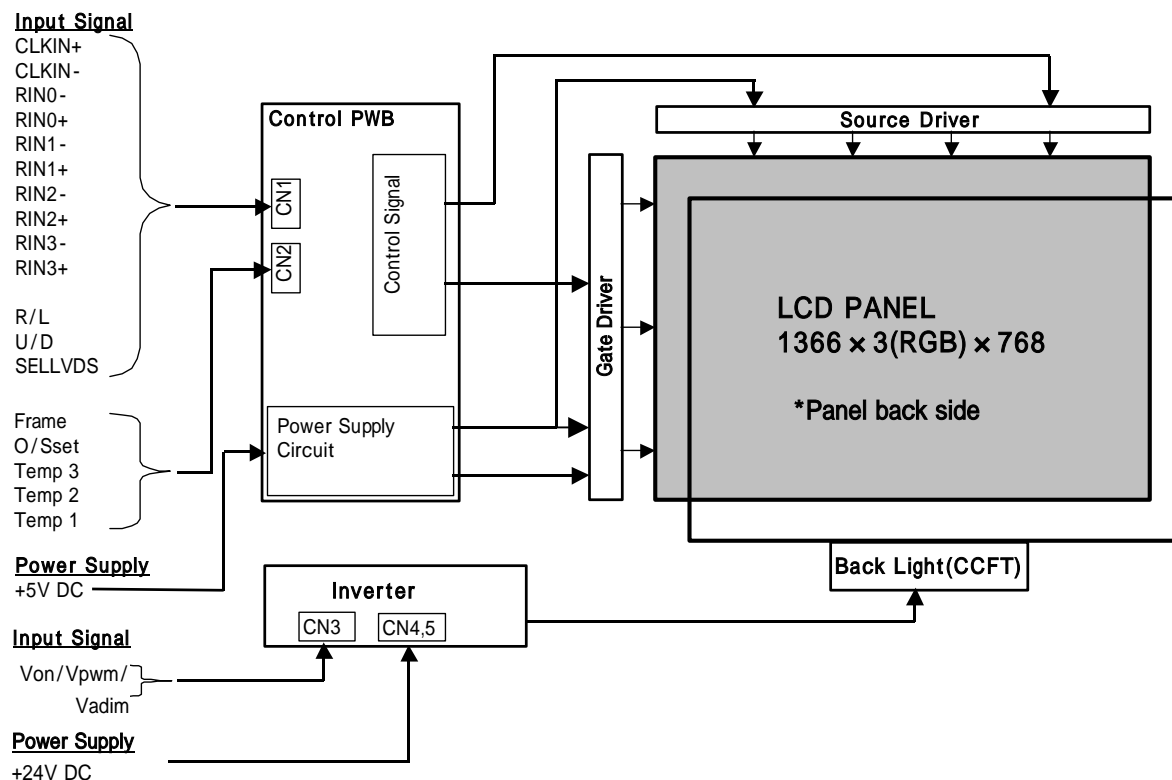 Input Signal
CLKIN+
CLKIN-
RIN0-
RIN0+
RIN1-
RIN1+
RIN2-
RIN2+
RIN3-
RIN3+
R/L
U/D
SELLVDS
Frame
O/Sset
Temp 3
Temp 2
Temp 1
Power Supply
+5V DC
Input Signal
Von/Vpwm/
Vadim
Power Supply
+24V DC
Control PWB
CN1
CN2
Control Signal
Power Supply
Circuit
Inverter
CN3
CN4,5
Gate Driver
Source Driver
LCD PANEL
1366 × 3(RGB) × 768
*Panel back side
Back Light(CCFT)